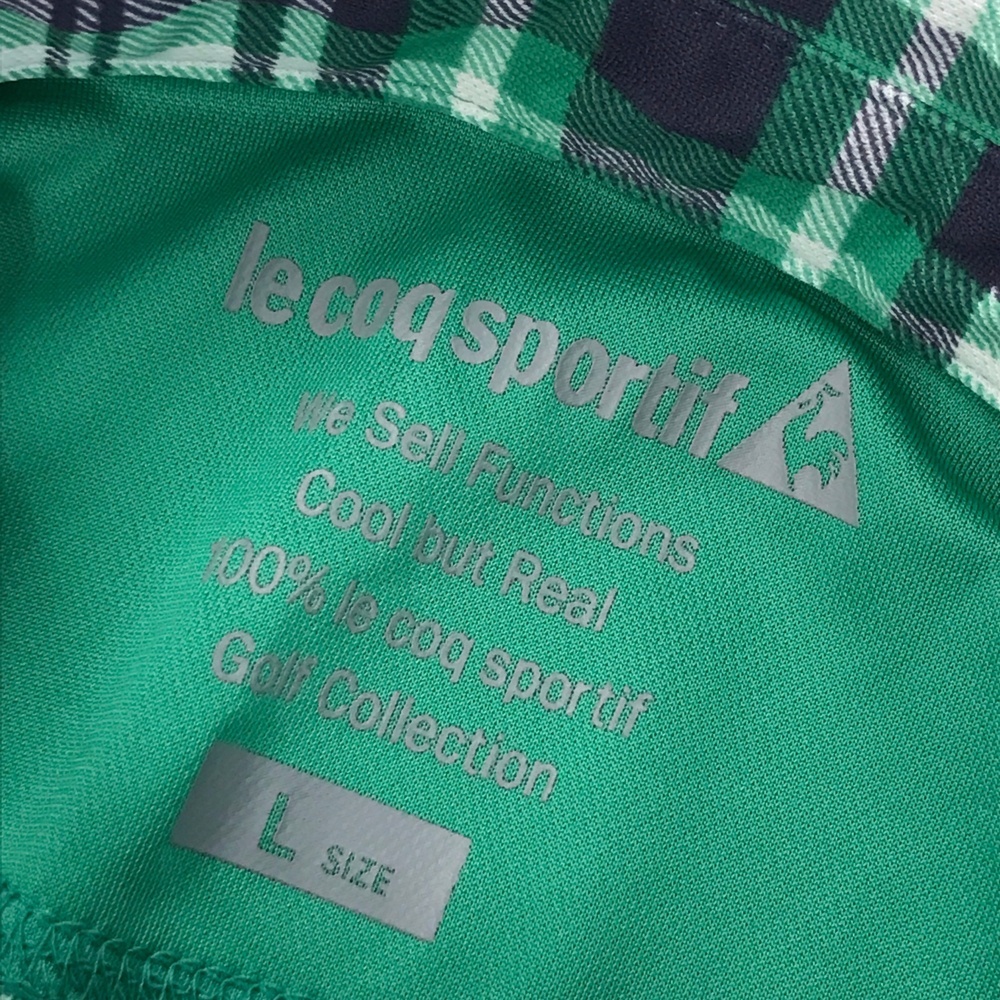 le coq sportif
We Sell Functions
Cool but Real
100% le coq sportif
Golf Collection
L SIZE